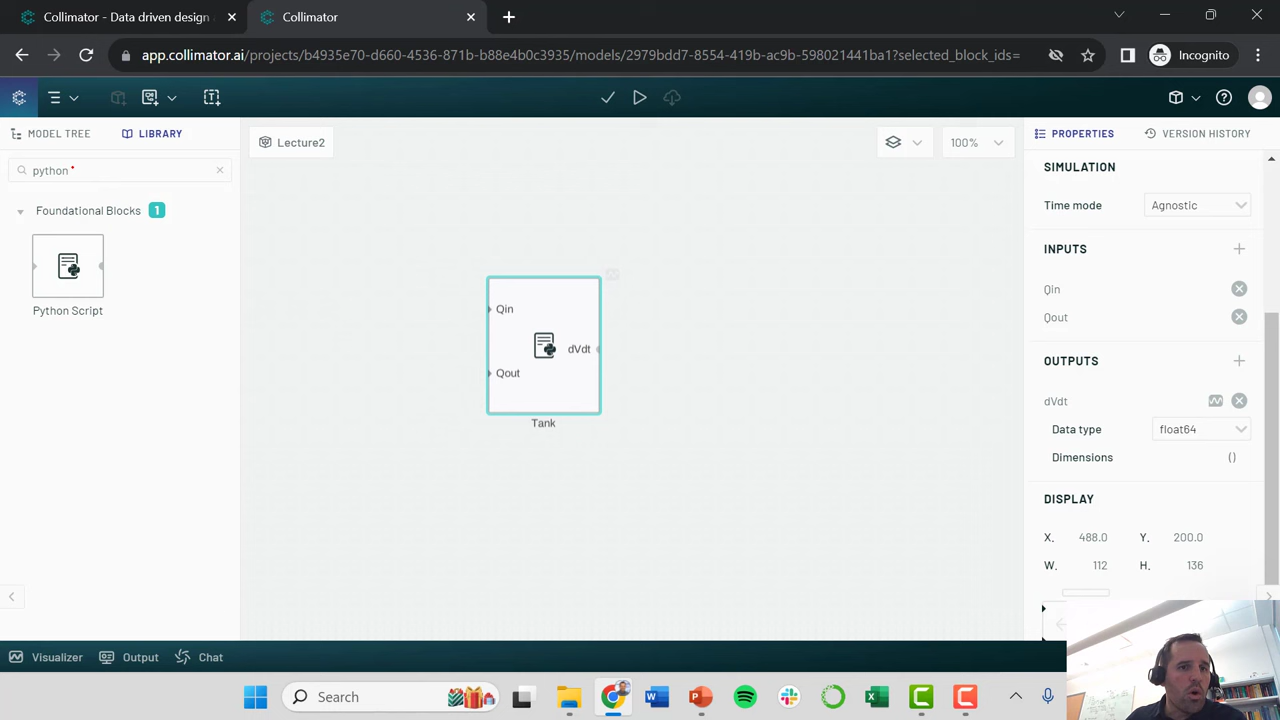 Collimator - Data driven design
Collimator
app.collimator.ai/projects/b4935e70-d660-4536-871b-b88e4b0c3935/models/2979bdd7-8554-419b-ac9b-598021441ba1?selected_block_ids=
Incognito
MODEL TREE
LIBRARY
Lecture2
100%
PROPERTIES
VERSION HISTORY
python*
Foundational Blocks 1
Python Script
Qin
dVdt
Qout
Tank
SIMULATION
Time mode Agnostic
INPUTS
Qin
Qout
OUTPUTS
dVdt
Data type float64
Dimensions ()
DISPLAY
X. 488.0 Y. 200.0
W. 112 H. 136
Visualizer
Output
Chat
Search